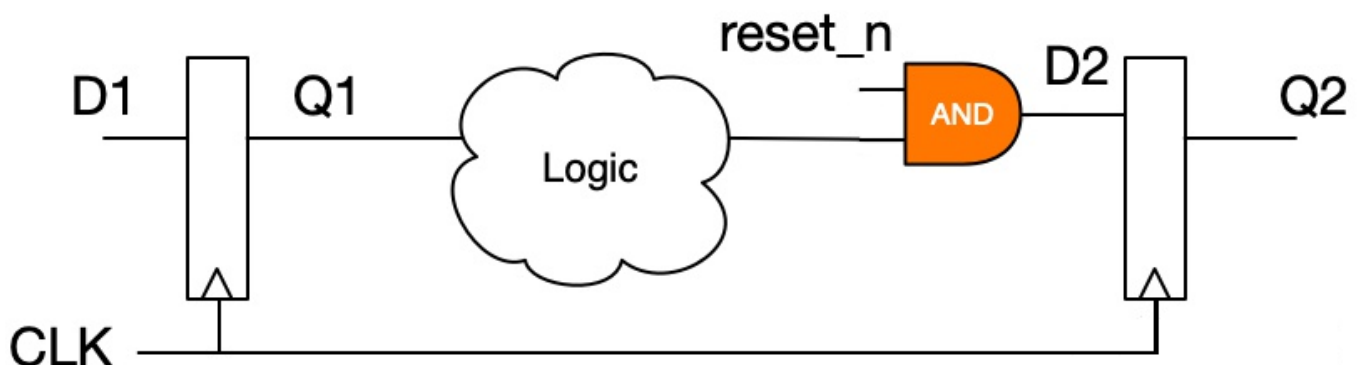 reset_n
D1
Q1
Logic
AND
D2
Q2
CLK